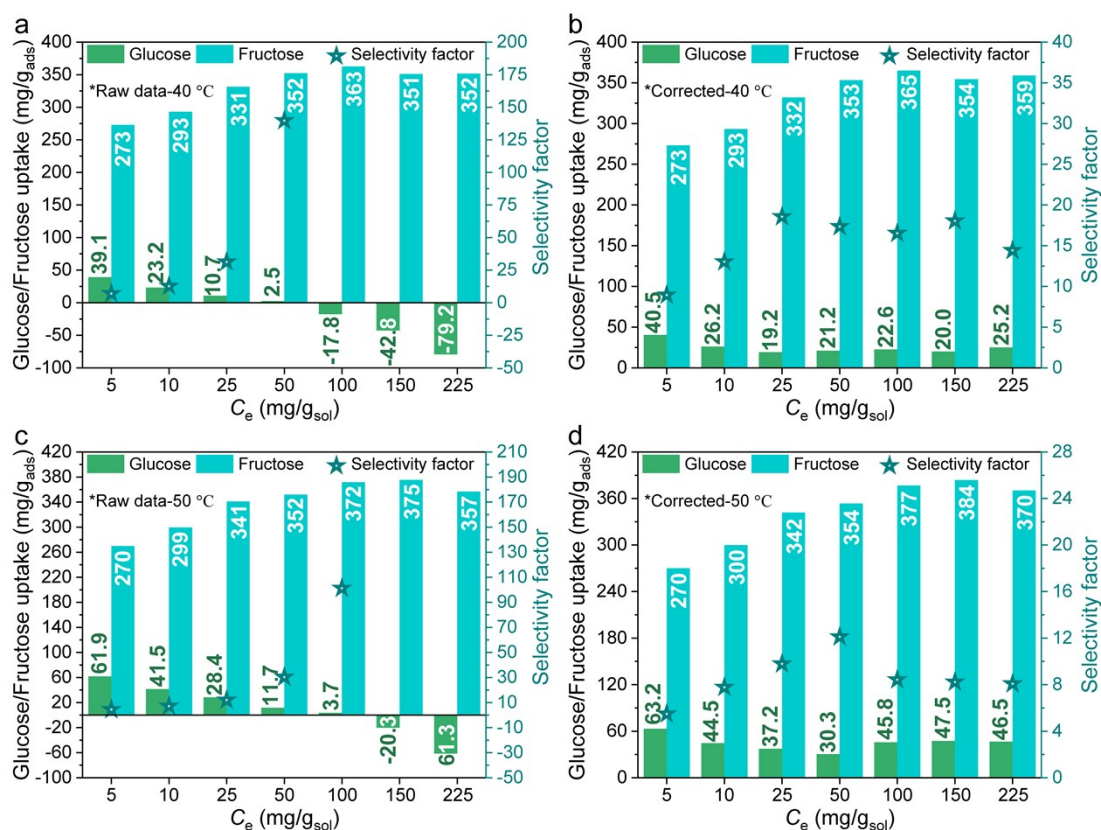 a
Glucose Fructose Selectivity factor
*Raw data-40 °C
Glucose/Fructose uptake (mg/g_ads)
400
350
300
250
200
150
100
50
0
-50
-100
39.1 23.2 10.7 2.5 -17.8 -42.8 -79.2
273 293 331 352 363 351 352
200
175
150
125
100
75
50
25
0
-25
-50
Selectivity factor
5 10 25 50 100 150 225
C_e (mg/g_sol)
b
Glucose Fructose Selectivity factor
*Corrected-40 °C
Glucose/Fructose uptake (mg/g_ads)
400
350
300
250
200
150
100
50
0
40.5 26.2 19.2 21.2 22.6 20.0 25.2
273 293 332 353 365 354 359
40
35
30
25
20
15
10
5
0
Selectivity factor
5 10 25 50 100 150 225
C_e (mg/g_sol)
c
Glucose Fructose Selectivity factor
*Raw data-50 °C
Glucose/Fructose uptake (mg/g_ads)
420
380
340
300
260
220
180
140
100
60
20
-20
-60
-100
61.9 41.5 28.4 11.7 3.7 -20.3 61.3
270 299 341 352 372 375 357
210
190
170
150
130
110
90
70
50
30
10
-10
-30
-50
Selectivity factor
5 10 25 50 100 150 225
C_e (mg/g_sol)
d
Glucose Fructose Selectivity factor
*Corrected-50 °C
Glucose/Fructose uptake (mg/g_ads)
420
360
300
240
180
120
60
0
63.2 44.5 37.2 30.3 45.8 47.5 46.5
270 300 342 354 377 384 370
28
24
20
16
12
8
4
0
Selectivity factor
5 10 25 50 100 150 225
C_e (mg/g_sol)